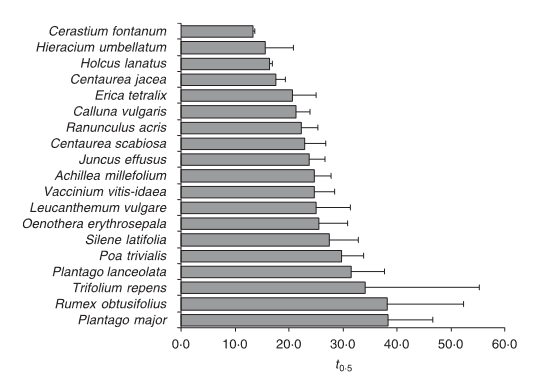 Cerastium fontanum
Hieracium umbellatum
Holcus lanatus
Centaurea jacea
Erica tetralix
Calluna vulgaris
Ranunculus acris
Centaurea scabiosa
Juncus effusus
Achillea millefolium
Vaccinium vitis-idaea
Leucanthemum vulgare
Oenothera erythrosepala
Silene latifolia
Poa trivialis
Plantago lanceolata
Trifolium repens
Rumex obtusifolius
Plantago major
0·0 10·0 20·0 30·0 40·0 50·0 60·0
t0·5